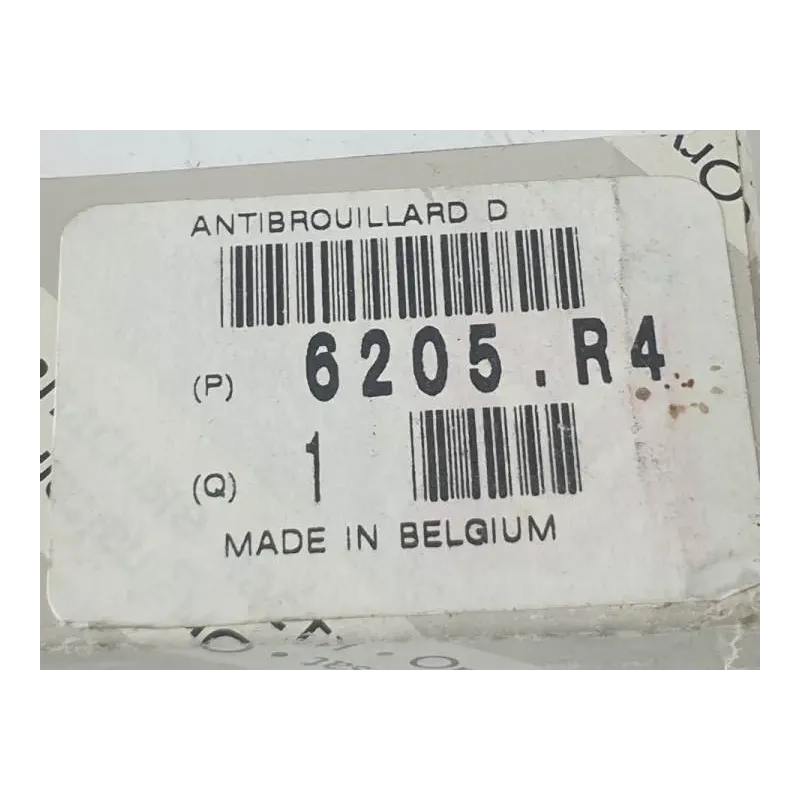 ANTIBROUILLARD D
(P) 6205.R4
(Q) 1
MADE IN BELGIUM